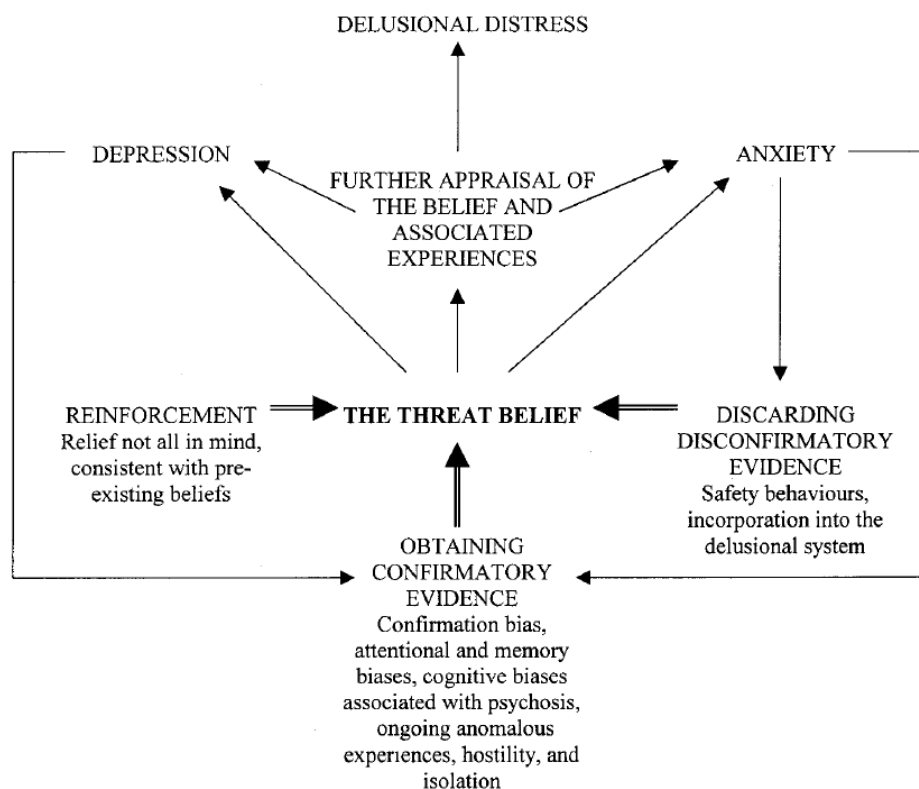 DELUSIONAL DISTRESS
DEPRESSION
ANXIETY
FURTHER APPRAISAL OF
THE BELIEF AND
ASSOCIATED
EXPERIENCES
REINFORCEMENT
Relief not all in mind,
consistent with pre-
existing beliefs
THE THREAT BELIEF
DISCARDING
DISCONFIRMATORY
EVIDENCE
Safety behaviours,
incorporation into the
delusional system
OBTAINING
CONFIRMATORY
EVIDENCE
Confirmation bias,
attentional and memory
biases, cognitive biases
associated with psychosis,
ongoing anomalous
experiences, hostility, and
isolation